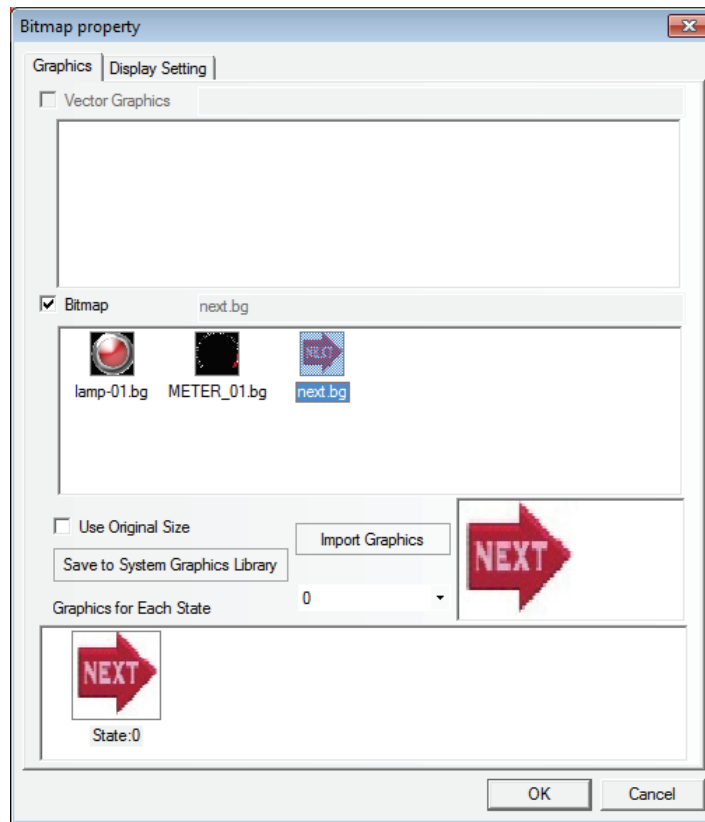 Bitmap property
Graphics Display Setting
Vector Graphics
Bitmap next.bg
NEXT
lamp-01.bg METER_01.bg next.bg
Use Original Size
Import Graphics
Save to System Graphics Library
NEXT
0
Graphics for Each State
NEXT
State:0
OK Cancel